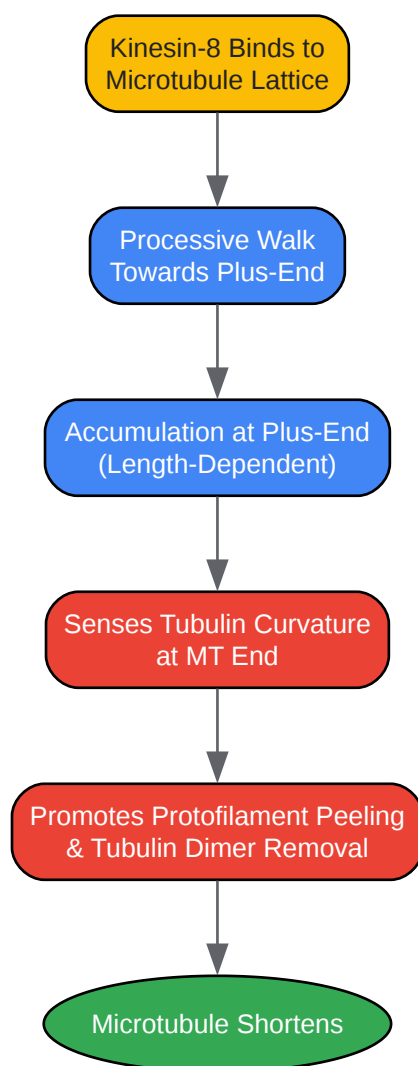 Kinesin-8 Binds to
Microtubule Lattice
Processive Walk
Towards Plus-End
Accumulation at Plus-End
(Length-Dependent)
Senses Tubulin Curvature
at MT End
Promotes Protofilament Peeling
& Tubulin Dimer Removal
Microtubule Shortens